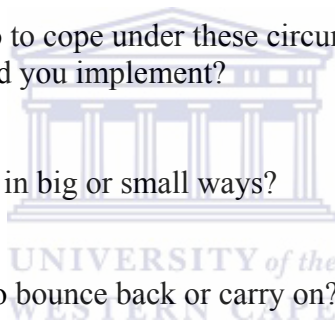 to cope under these circum
d you implement?
in big or small ways?
UNIVERSITY of the
o bounce back or carry on?
WESTERN CAPE